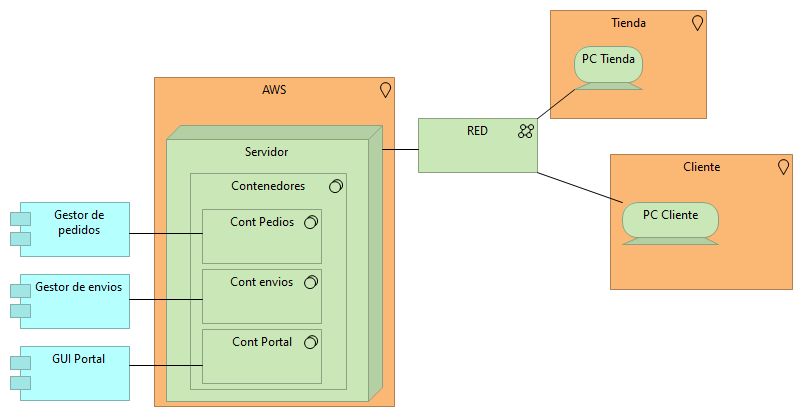 Tienda
PC Tienda
AWS
RED
Servidor
Cliente
Contenedores
PC Cliente
Gestor de
pedidos
Cont Pedios
Gestor de envios
Cont envios
GUI Portal
Cont Portal